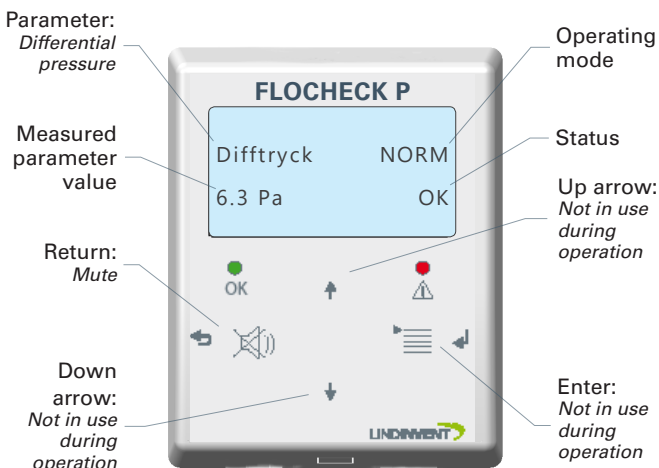 Parameter:
Differential
pressure
Operating
mode
FLOCHECK P
Measured
parameter
value
Difftryck NORM
6.3 Pa OK
Status
Up arrow:
Not in use
during
operation
Return:
Mute
OK
Down
arrow:
Not in use
during
operation
Enter:
Not in use
during
operation
LINDINVENT